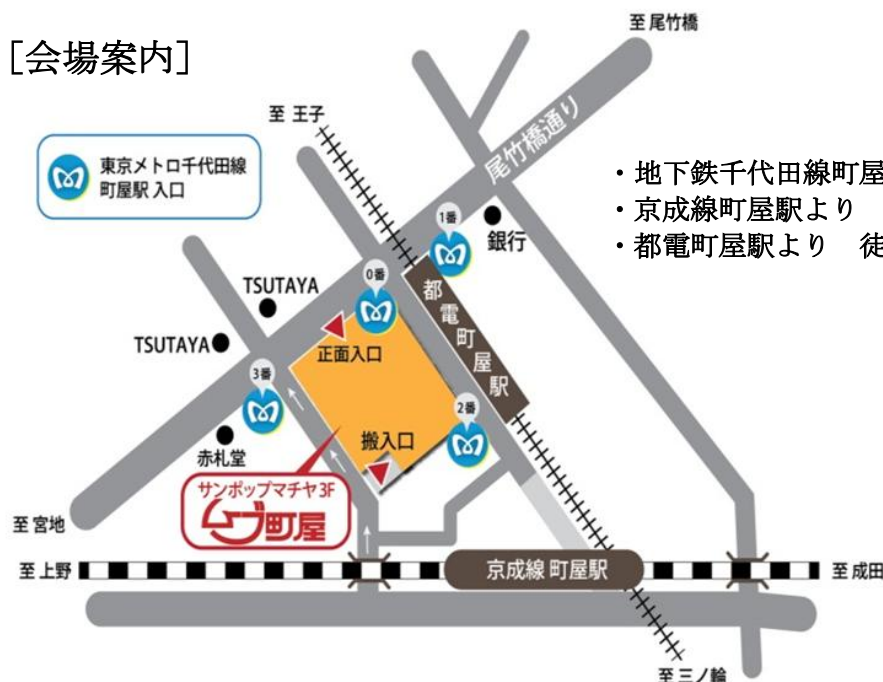 [会場案内]
至 尾竹橋
至 王子
尾竹橋通り
東京メトロ千代田線
町屋駅 入口
・地下鉄千代田線町屋
・京成線町屋駅より
・都電町屋駅より 徒
1番
銀行
0番
都電町屋駅
TSUTAYA
TSUTAYA
正面入口
3番
2番
搬入口
赤札堂
サンポップマチヤ3F
ムーブ町屋
至 宮地
至 上野
京成線 町屋駅
至 成田
至 三ノ輪